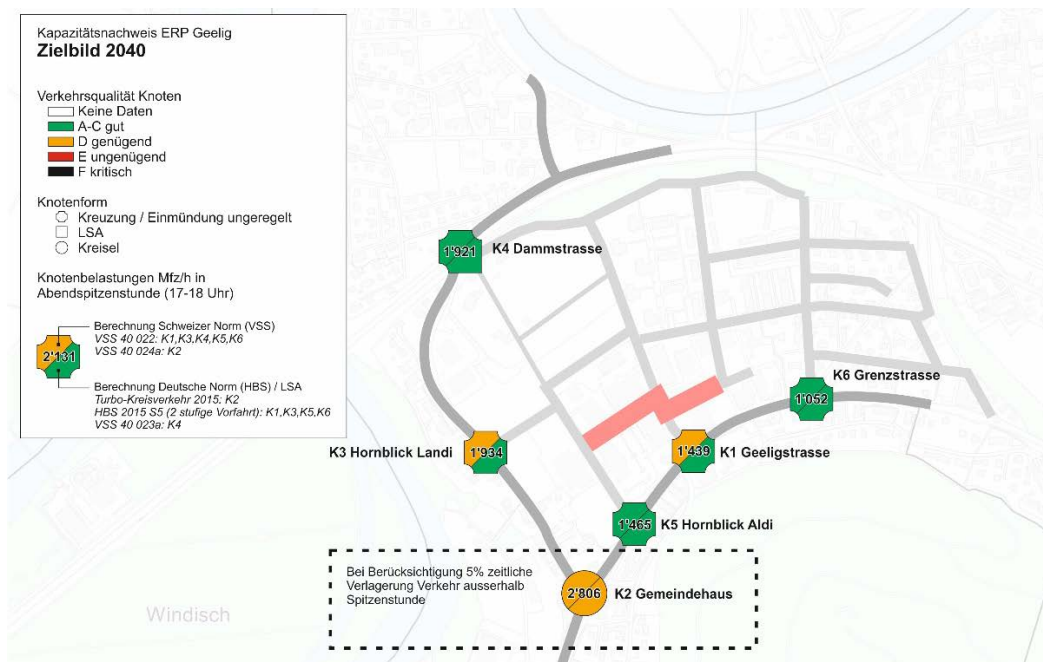 Kapazitätsnachweis ERP Geelig
Zielbild 2040
Verkehrsqualität Knoten
Keine Daten
A-C gut
D genügend
E ungenügend
F kritisch
Knotenform
Kreuzung / Einmündung ungeregelt
LSA
Kreisel
Knotenbelastungen Mfz/h in
Abendspitzenstunde (17-18 Uhr)
2'131
Berechnung Schweizer Norm (VSS)
VSS 40 022: K1,K3,K4,K5,K6
VSS 40 024a: K2
Berechnung Deutsche Norm (HBS) / LSA
Turbo-Kreisverkehr 2015: K2
HBS 2015 S5 (2 stufige Vorfahrt): K1,K3,K5,K6
VSS 40 023a: K4
1'921 K4 Dammstrasse
K6 Grenzstrasse
1'052
K3 Hornblick Landi 1'934
1'439 K1 Geeligstrasse
1'465 K5 Hornblick Aldi
Bei Berücksichtigung 5% zeitliche
Verlagerung Verkehr ausserhalb
Spitzenstunde
2'806 K2 Gemeindehaus
Windisch